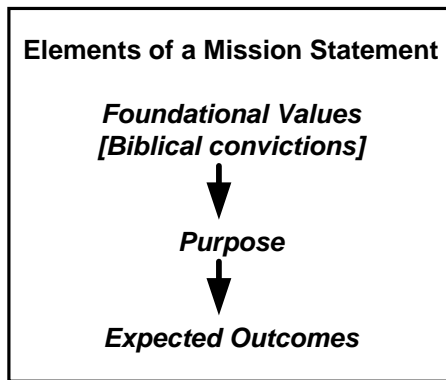 Elements of a Mission Statement
Foundational Values
[Biblical convictions]
Purpose
Expected Outcomes